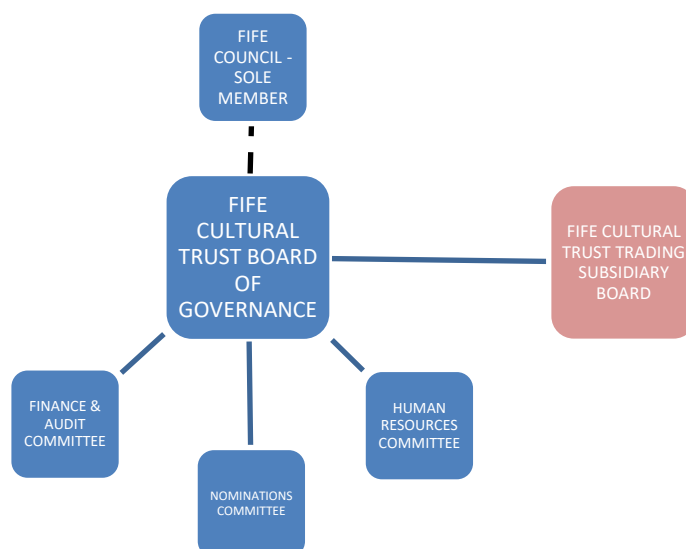 FIFE
COUNCIL -
SOLE
MEMBER
FIFE
CULTURAL
TRUST BOARD
OF
GOVERNANCE
FIFE CULTURAL
TRUST TRADING
SUBSIDIARY
BOARD
FINANCE &
AUDIT
COMMITTEE
HUMAN
RESOURCES
COMMITTEE
NOMINATIONS
COMMITTEE